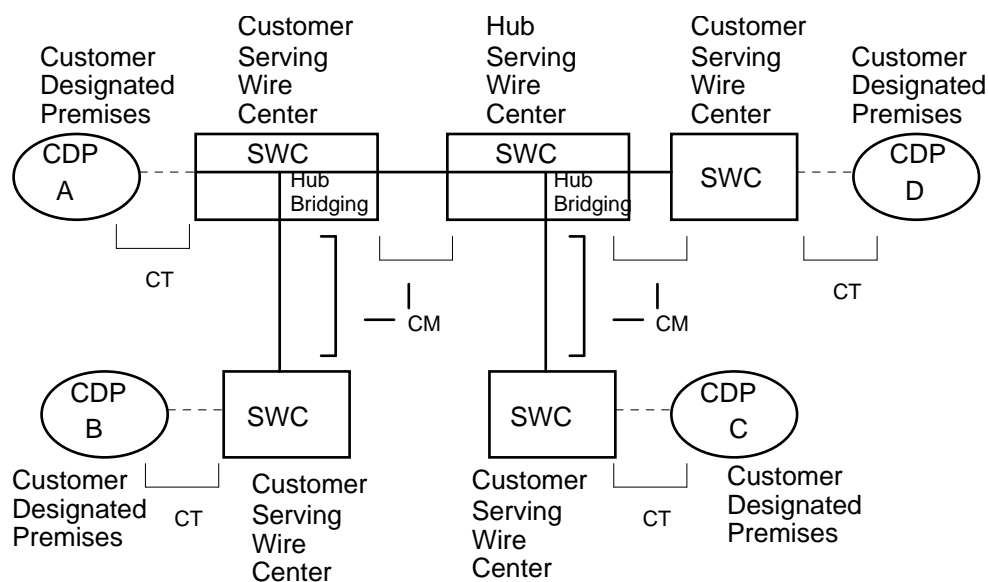 Customer
Serving
Wire
Center
Hub
Serving
Wire
Center
Customer
Serving
Wire
Center
Customer
Designated
Premises
Customer
Designated
Premises
CDP
A
SWC
Hub
Bridging
SWC
Hub
Bridging
SWC
CDP
D
CT
CM
CM
CT
CDP
B
SWC
SWC
CDP
C
Customer
Designated
Premises
CT
Customer
Serving
Wire
Center
Customer
Serving
Wire
Center
CT
Customer
Designated
Premises